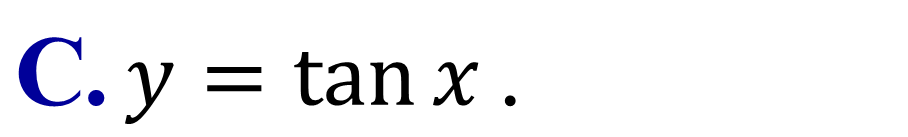 C. y = tan x .